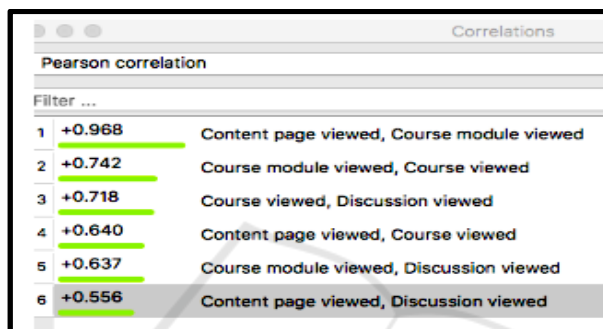 Correlations
Pearson correlation
Filter ...
1 +0.968 Content page viewed, Course module viewed
2 +0.742 Course module viewed, Course viewed
3 +0.718 Course viewed, Discussion viewed
4 +0.640 Content page viewed, Course viewed
5 +0.637 Course module viewed, Discussion viewed
6 +0.556 Content page viewed, Discussion viewed